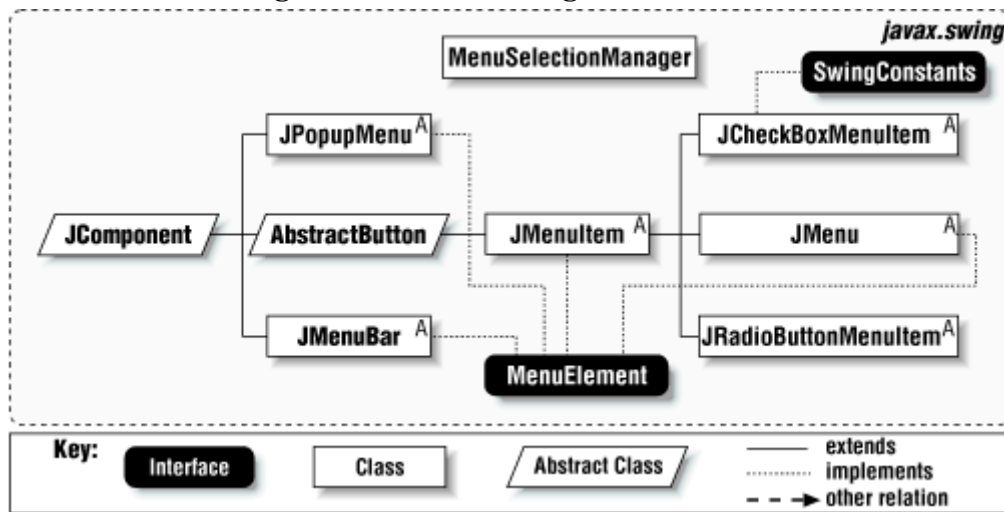 javax.swing
MenuSelectionManager
SwingConstants
JPopupMenu A
JCheckBoxMenuItem A
JComponent
AbstractButton
JMenuItem A
JMenu A
JMenuBar A
JRadioButtonMenuItem A
MenuElement
Key:
Interface
Class
Abstract Class
extends
implements
other relation